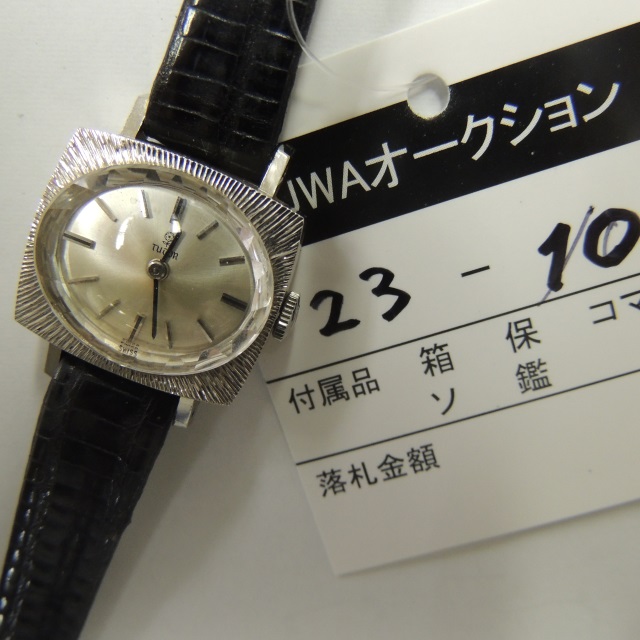 TUDOR
JWAオークション
23-10
付属品 箱 保 コマ
ソ 鑑
落札金額